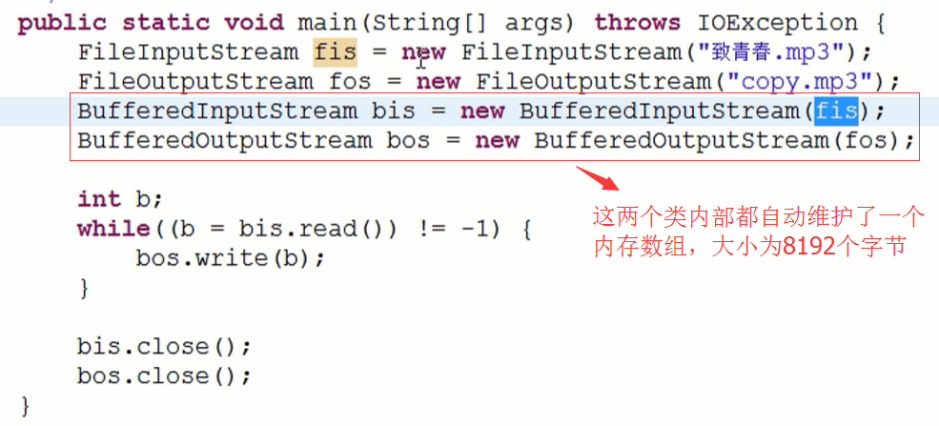 public static void main(String[] args) throws IOException {
FileInputStream fis = new FileInputStream("致青春.mp3");
FileOutputStream fos = new FileOutputStream("copy.mp3");
BufferedInputStream bis = new BufferedInputStream(fis);
BufferedOutputStream bos = new BufferedOutputStream(fos);
int b;
while((b = bis.read()) != -1) {
bos.write(b);
}
这两个类内部都自动维护了一个
内存数组，大小为8192个字节
bis.close();
bos.close();
}